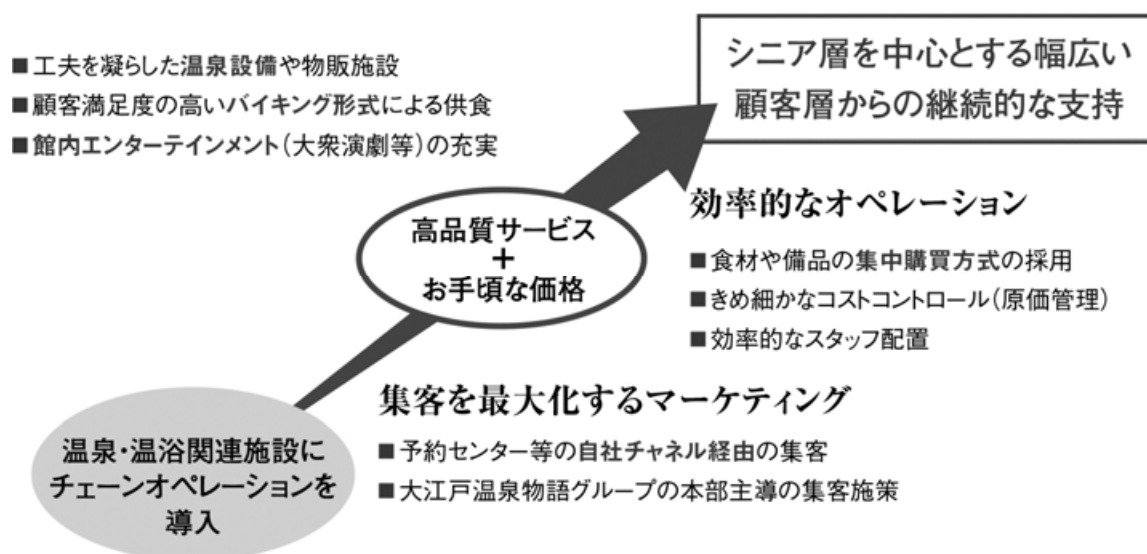 ■工夫を凝らした温泉設備や物販施設
■顧客満足度の高いバイキング形式による供食
■館内エンターテインメント(大衆演劇等)の充実
シニア層を中心とする幅広い
顧客層からの継続的な支持
高品質サービス
+
お手頃な価格
効率的なオペレーション
■食材や備品の集中購買方式の採用
■きめ細かなコストコントロール(原価管理)
■効率的なスタッフ配置
集客を最大化するマーケティング
■予約センター等の自社チャネル経由の集客
■大江戸温泉物語グループの本部主導の集客施策
温泉・温浴関連施設に
チェーンオペレーションを
導入